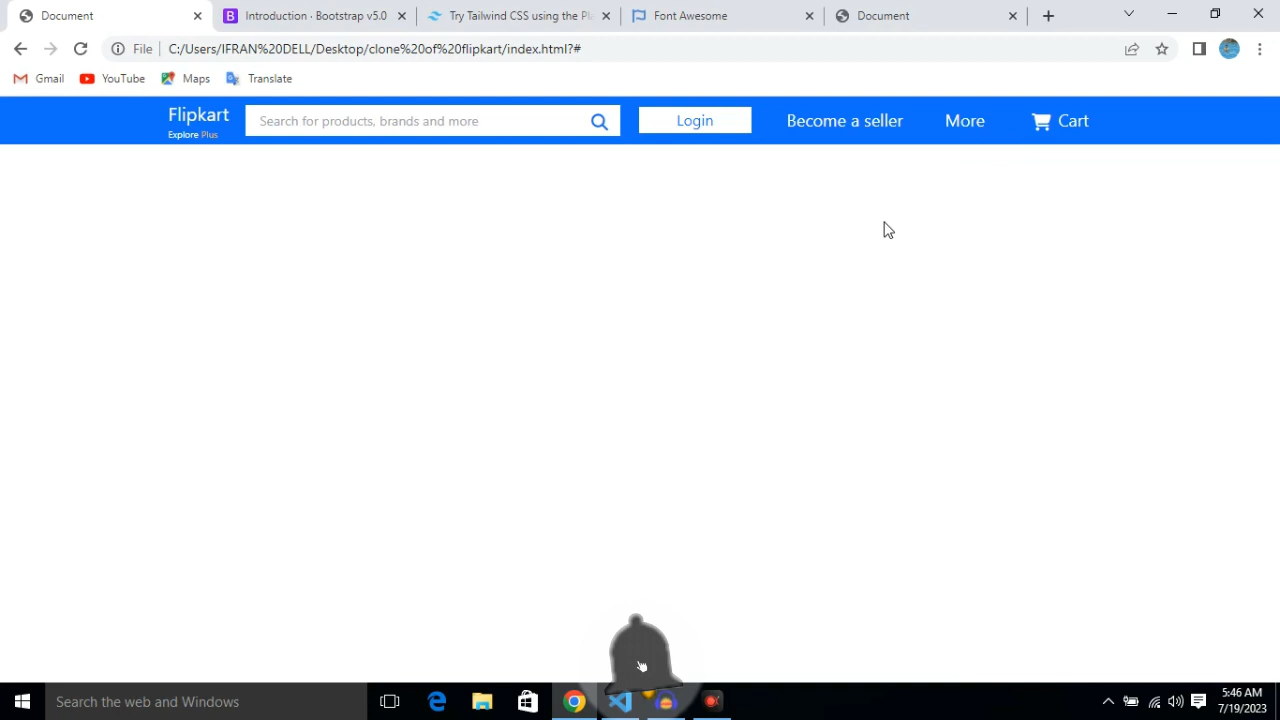 Document
Introduction · Bootstrap v5.0
Try Tailwind CSS using the Pla
Font Awesome
Document
File
C:/Users/IFRAN%20DELL/Desktop/clone%20of%20flipkart/index.html?#
Gmail
YouTube
Maps
Translate
Flipkart
Explore Plus
Search for products, brands and more
Login
Become a seller
More
Cart
Search the web and Windows
5:46 AM
7/19/2023